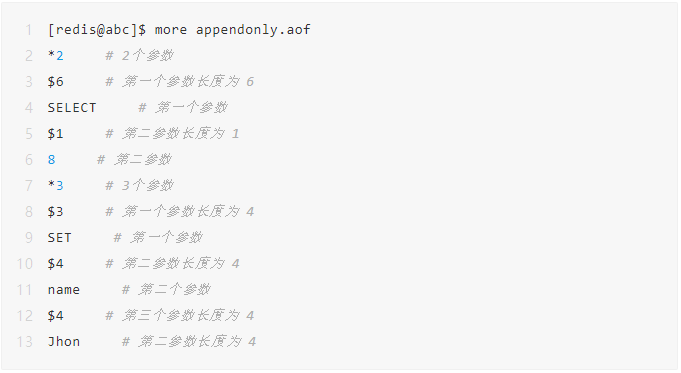 1 [redis@abc]$ more appendonly.aof
2 *2 # 2个参数
3 $6 # 第一个参数长度为 6
4 SELECT # 第一个参数
5 $1 # 第二参数长度为 1
6 8 # 第二参数
7 *3 # 3个参数
8 $3 # 第一个参数长度为 4
9 SET # 第一个参数
10 $4 # 第二参数长度为 4
11 name # 第二个参数
12 $4 # 第三个参数长度为 4
13 Jhon # 第二参数长度为 4